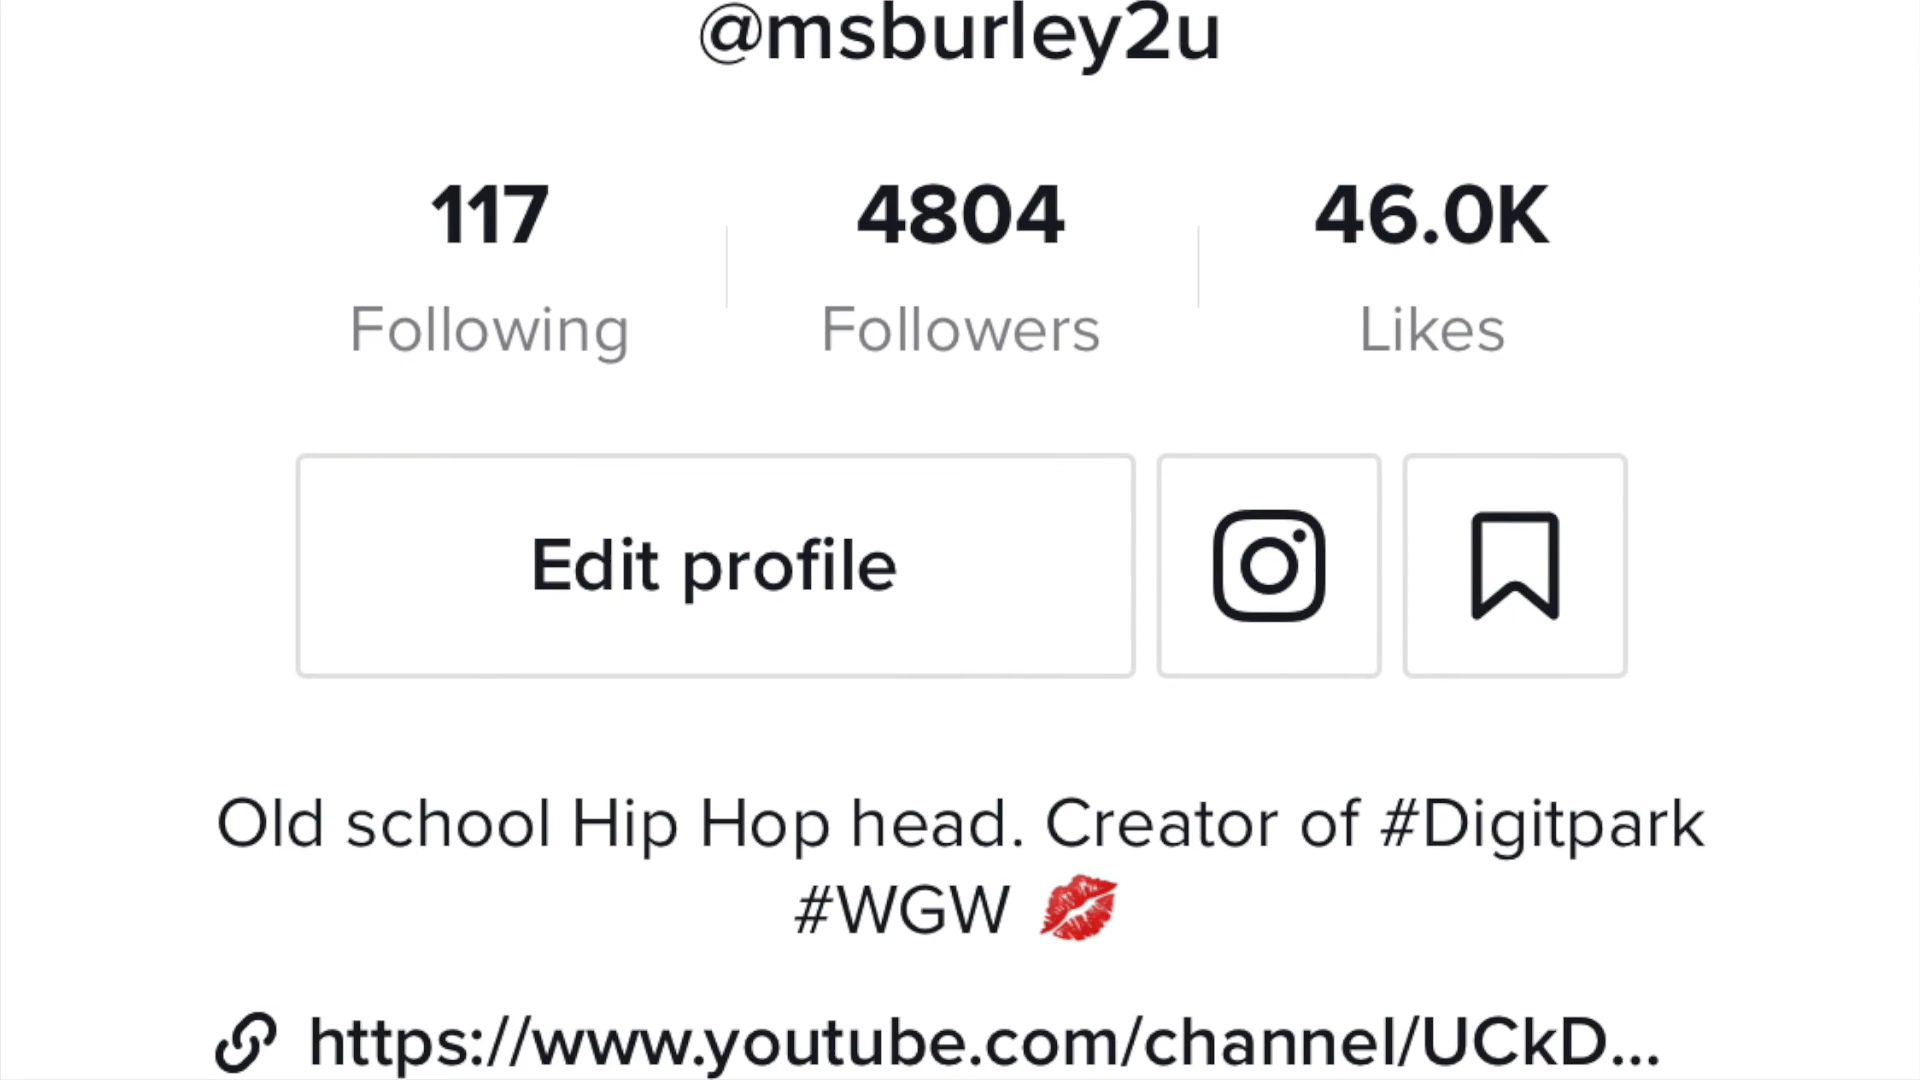 @msburley2u
117 4804 46.0K
Following Followers Likes
Edit profile
Old school Hip Hop head. Creator of #Digitpark
#WGW 💋
https://www.youtube.com/channel/UCkD...